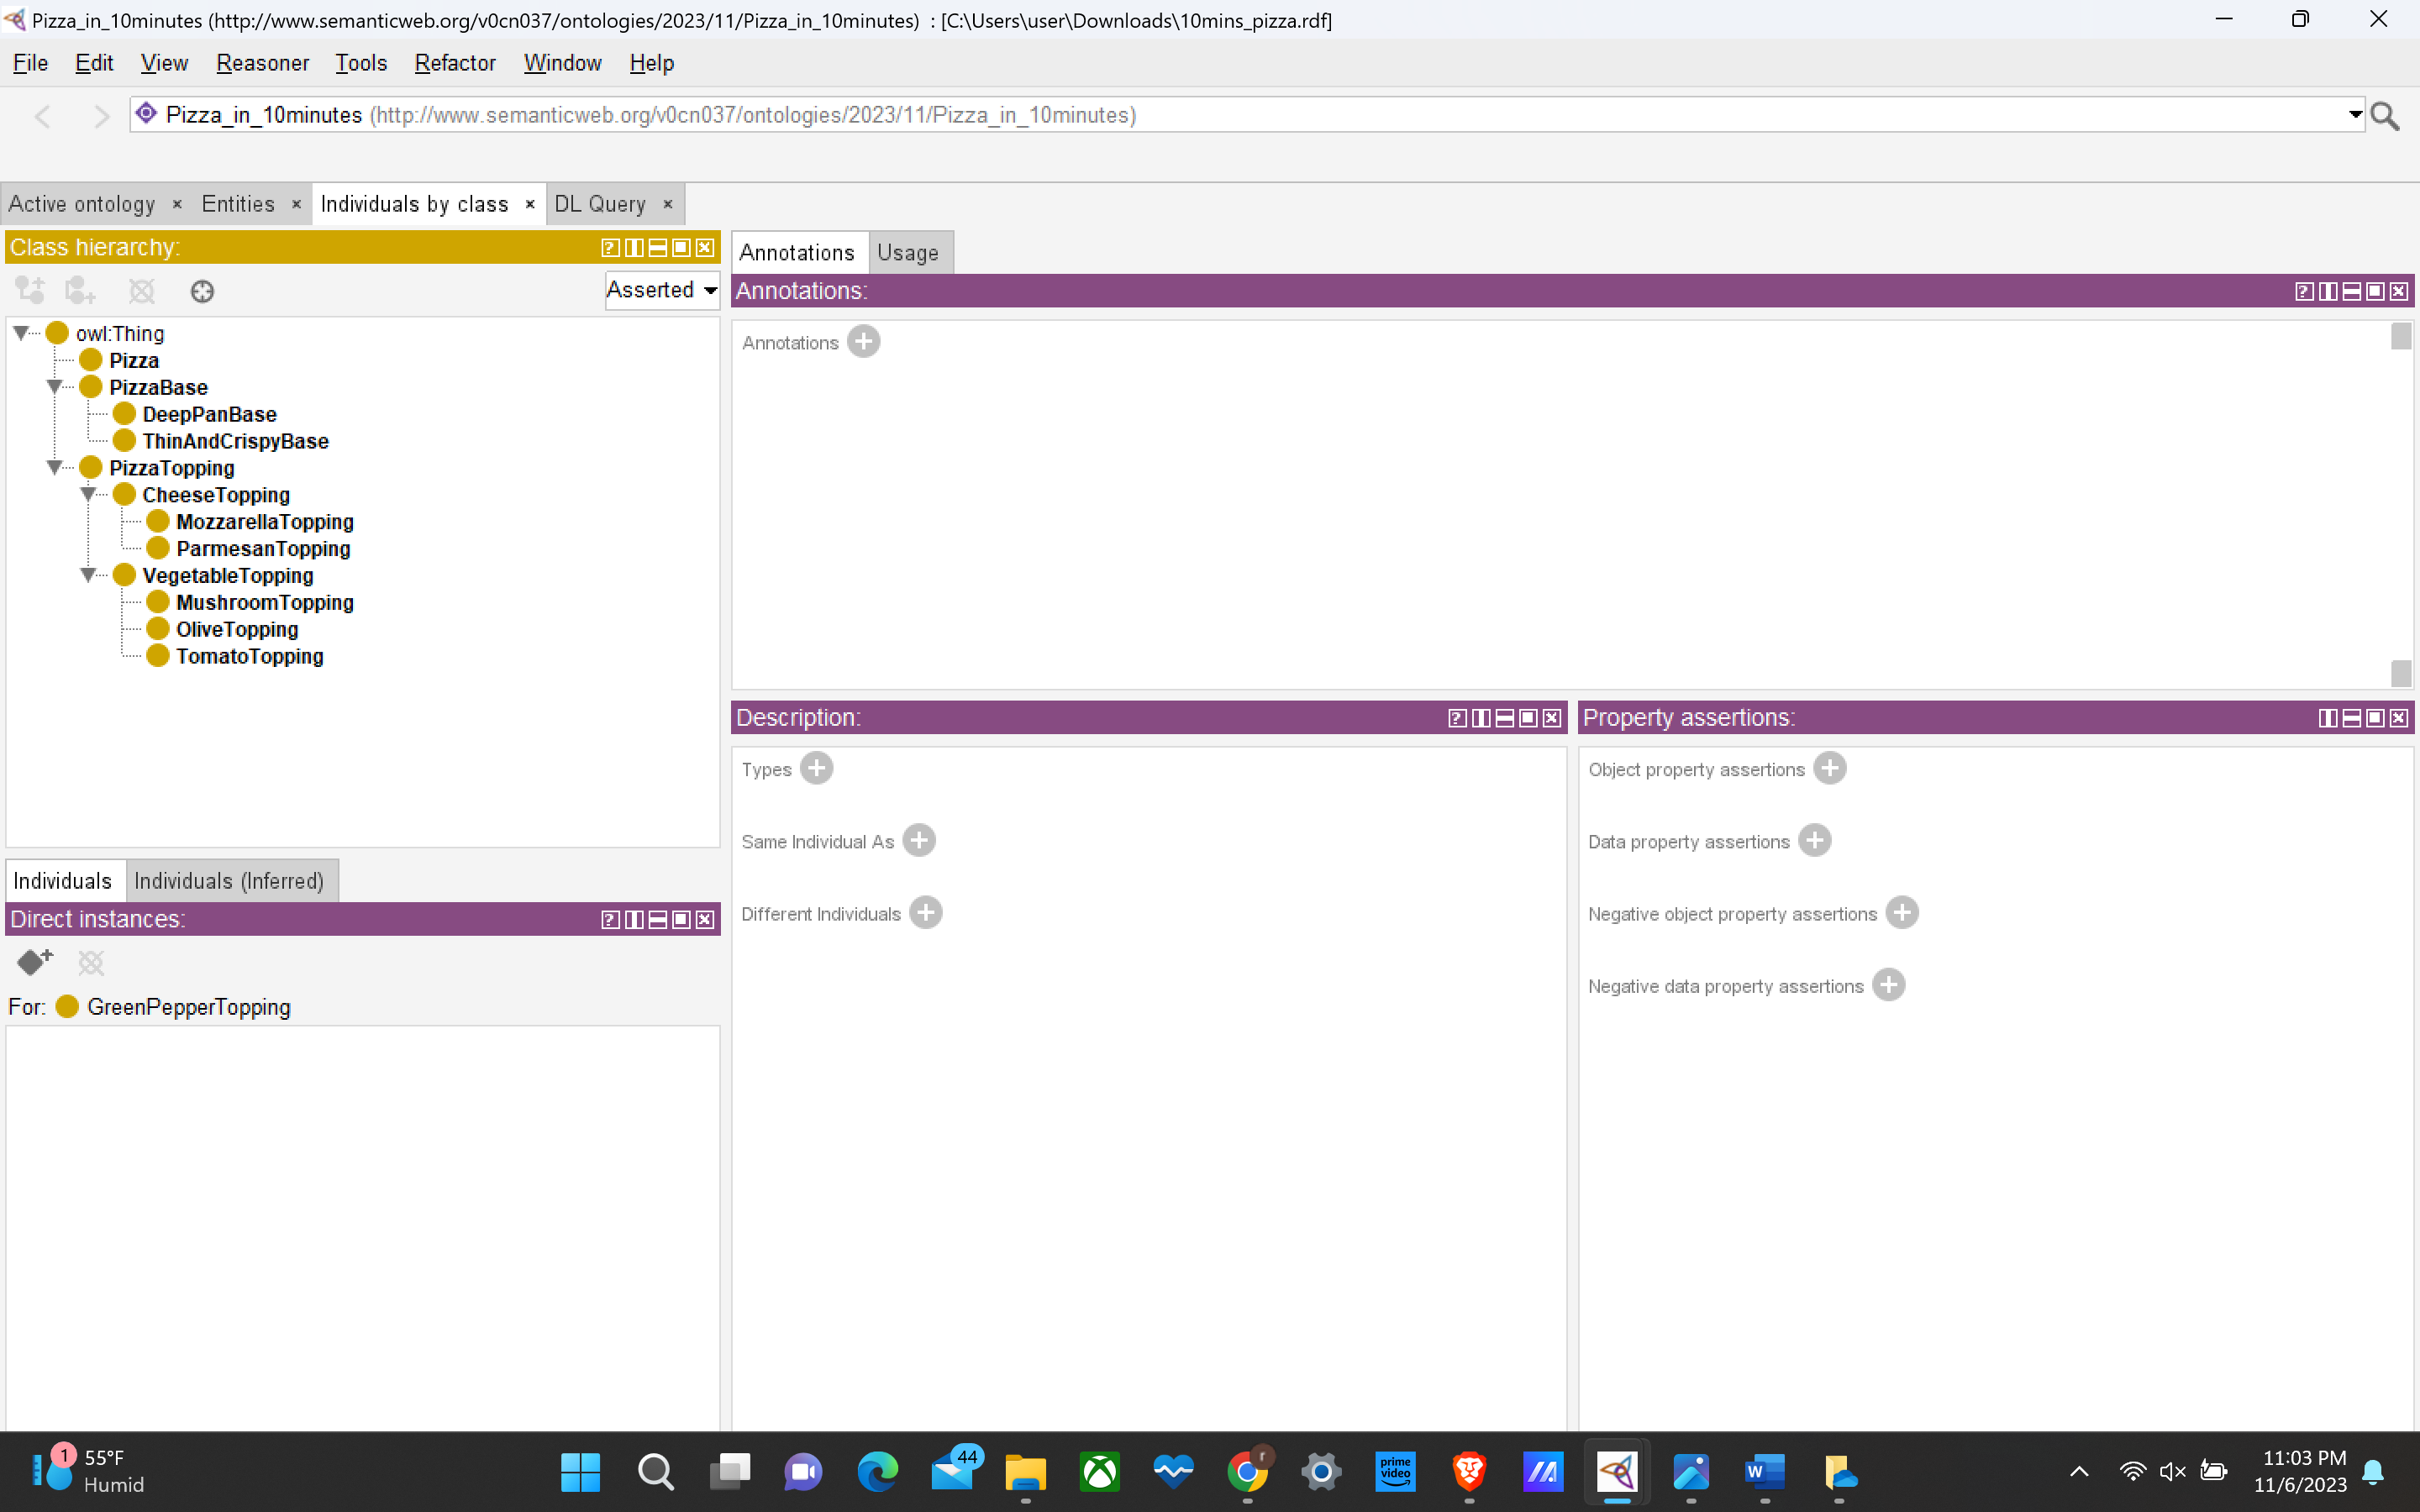 Pizza_in_10minutes (http://www.semanticweb.org/v0cn037/ontologies/2023/11/Pizza_in_10minutes) : [C:\Users\user\Downloads\10mins_pizza.rdf]
File Edit View Reasoner Tools Refactor Window Help
Pizza_in_10minutes (http://www.semanticweb.org/v0cn037/ontologies/2023/11/Pizza_in_10minutes)
Active ontology × Entities × Individuals by class × DL Query ×
Class hierarchy:
Asserted
owl:Thing
Pizza
PizzaBase
DeepPanBase
ThinAndCrispyBase
PizzaTopping
CheeseTopping
MozzarellaTopping
ParmesanTopping
VegetableTopping
MushroomTopping
OliveTopping
TomatoTopping
Individuals Individuals (Inferred)
Direct instances:
For: GreenPepperTopping
Annotations Usage
Annotations:
Annotations
Description:
Types
Same Individual As
Different Individuals
Property assertions:
Object property assertions
Data property assertions
Negative object property assertions
Negative data property assertions
1
55°F
Humid
44
r
prime
video
W
11:03 PM
11/6/2023